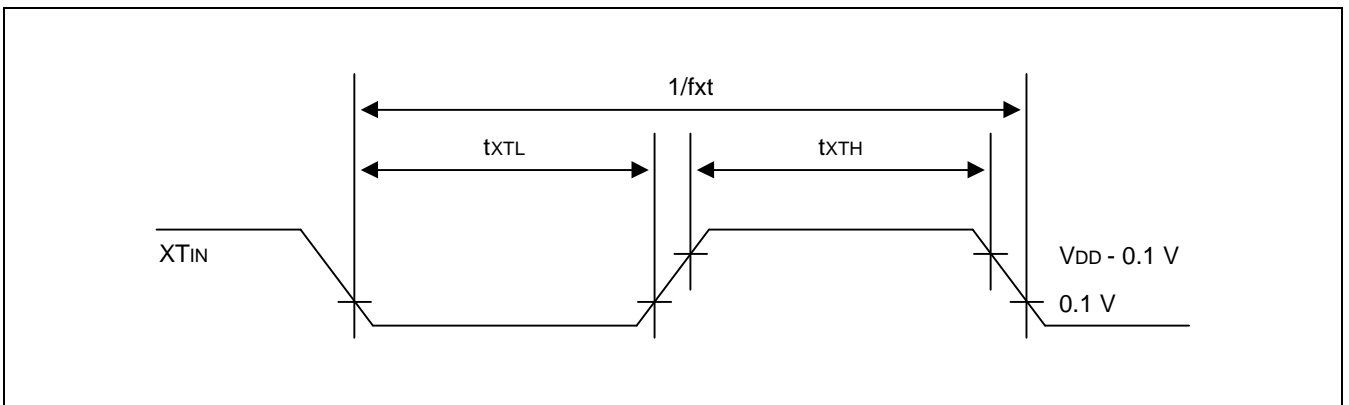 1/fxt
tXTL
tXTH
XTIN
VDD - 0.1 V
0.1 V